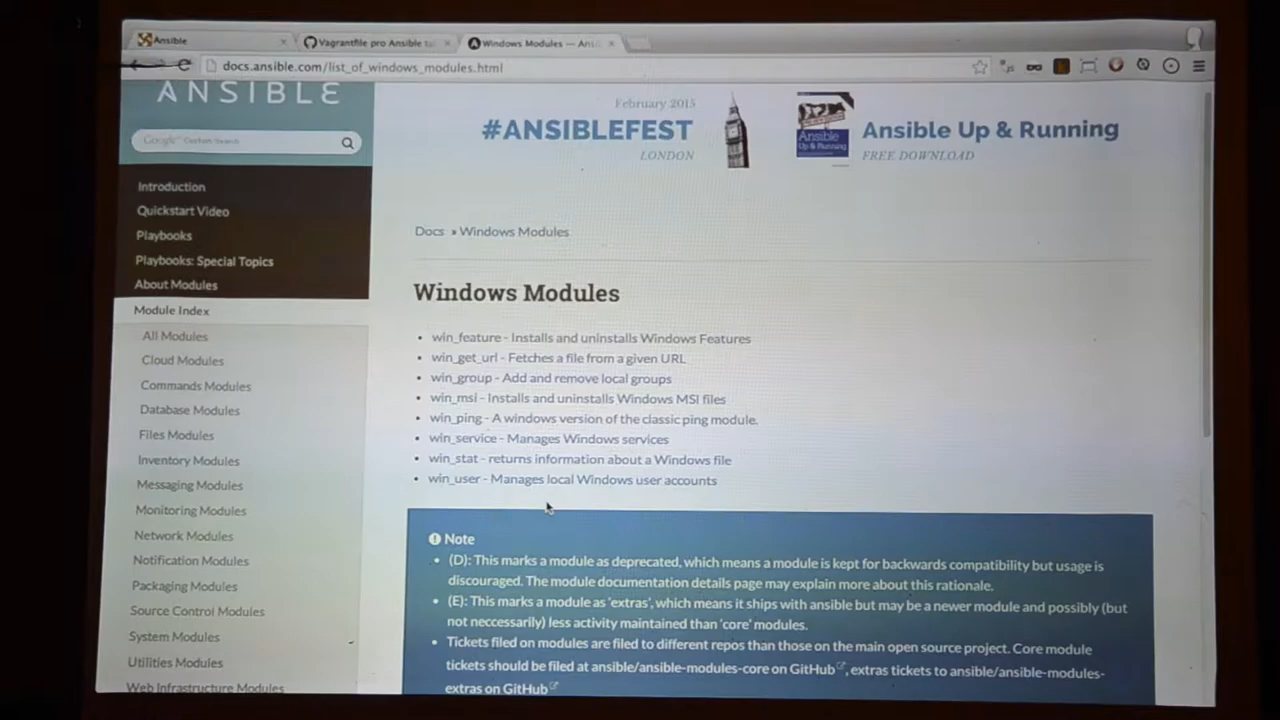 Ansible
Vagrantfile pro Ansible ta
Windows Modules — Ans
docs.ansible.com/list_of_windows_modules.html
ANSIBLE
Google™ Custom Search
Introduction
Quickstart Video
Playbooks
Playbooks: Special Topics
About Modules
Module Index
All Modules
Cloud Modules
Commands Modules
Database Modules
Files Modules
Inventory Modules
Messaging Modules
Monitoring Modules
Network Modules
Notification Modules
Packaging Modules
Source Control Modules
System Modules
Utilities Modules
Web Infrastructure Modules
February 2015
#ANSIBLEFEST
LONDON
Ansible
Up & Running
Ansible Up & Running
FREE DOWNLOAD
Docs » Windows Modules
Windows Modules
• win_feature - Installs and uninstalls Windows Features
• win_get_url - Fetches a file from a given URL
• win_group - Add and remove local groups
• win_msi - Installs and uninstalls Windows MSI files
• win_ping - A windows version of the classic ping module.
• win_service - Manages Windows services
• win_stat - returns information about a Windows file
• win_user - Manages local Windows user accounts
Note
• (D): This marks a module as deprecated, which means a module is kept for backwards compatibility but usage is
discouraged. The module documentation details page may explain more about this rationale.
• (E): This marks a module as 'extras', which means it ships with ansible but may be a newer module and possibly (but
not neccessarily) less activity maintained than 'core' modules.
• Tickets filed on modules are filed to different repos than those on the main open source project. Core module
tickets should be filed at ansible/ansible-modules-core on GitHub, extras tickets to ansible/ansible-modules-
extras on GitHub